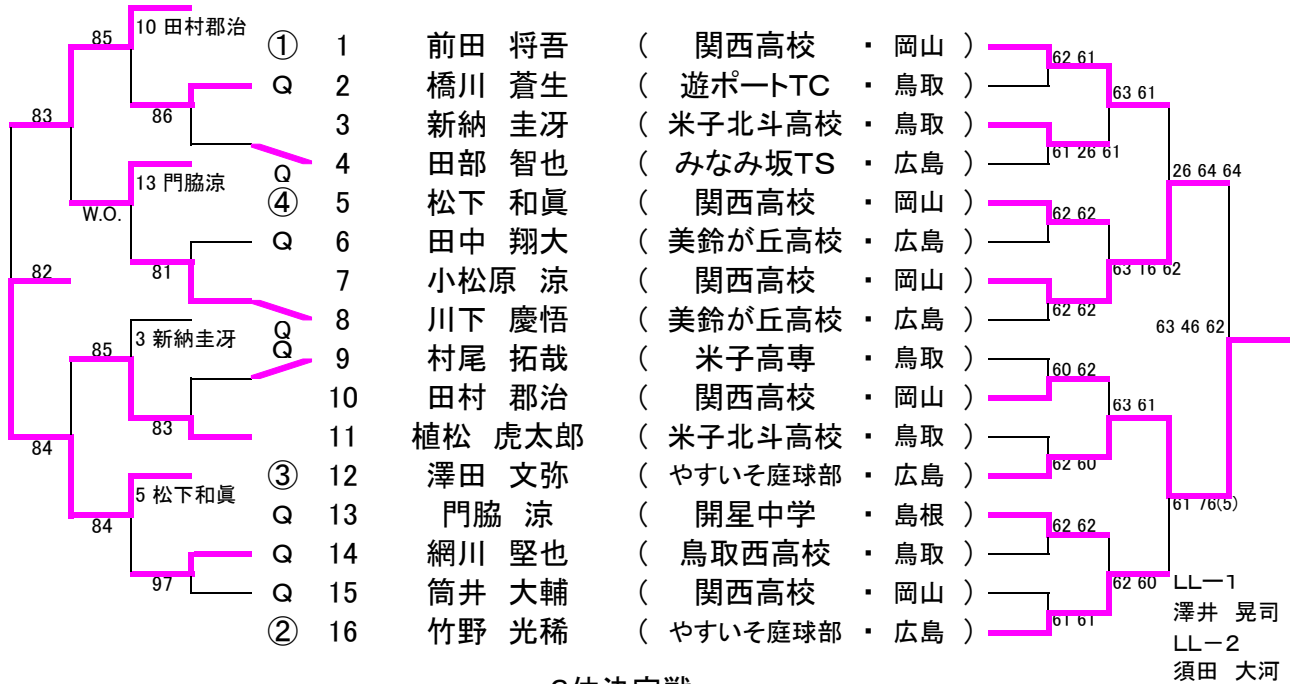 10 田村郡治
85
86
83
13 門脇涼
W.O.
81
82
3 新納圭冴
85
83
84
5 松下和眞
84
97
① 1 前田 将吾 ( 関西高校 ・ 岡山 )
Q 2 橋川 蒼生 ( 遊ポートTC ・ 鳥取 )
3 新納 圭冴 ( 米子北斗高校 ・ 鳥取 )
Q 4 田部 智也 ( みなみ坂TS ・ 広島 )
④ 5 松下 和眞 ( 関西高校 ・ 岡山 )
Q 6 田中 翔大 ( 美鈴が丘高校 ・ 広島 )
7 小松原 涼 ( 関西高校 ・ 岡山 )
Q 8 川下 慶悟 ( 美鈴が丘高校 ・ 広島 )
Q 9 村尾 拓哉 ( 米子高専 ・ 鳥取 )
10 田村 郡治 ( 関西高校 ・ 岡山 )
11 植松 虎太郎 ( 米子北斗高校 ・ 鳥取 )
③ 12 澤田 文弥 ( やすいそ庭球部 ・ 広島 )
Q 13 門脇 涼 ( 開星中学 ・ 島根 )
Q 14 網川 堅也 ( 鳥取西高校 ・ 鳥取 )
Q 15 筒井 大輔 ( 関西高校 ・ 岡山 )
② 16 竹野 光稀 ( やすいそ庭球部 ・ 広島 )
62 61
63 61
61 26 61
26 64 64
62 62
63 16 62
62 62
63 46 62
60 62
63 61
62 60
61 76(5)
62 62
62 60
61 61
LL－1
澤井 晃司
LL－2
須田 大河